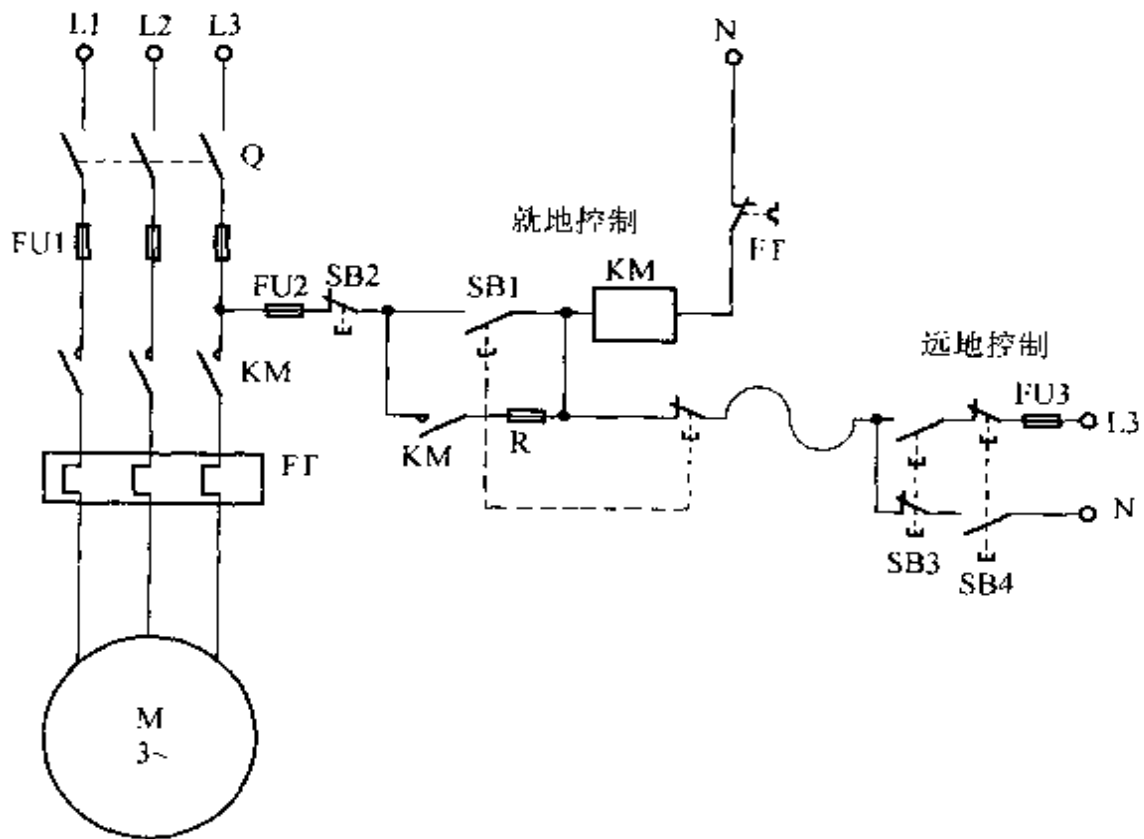 L1 L2 L3
N
Q
就地控制
FU1
FT
FU2 SB2 SB1 KM
远地控制
KM
FU3
KM R
L3
FT
N
SB3
SB4
M
3~